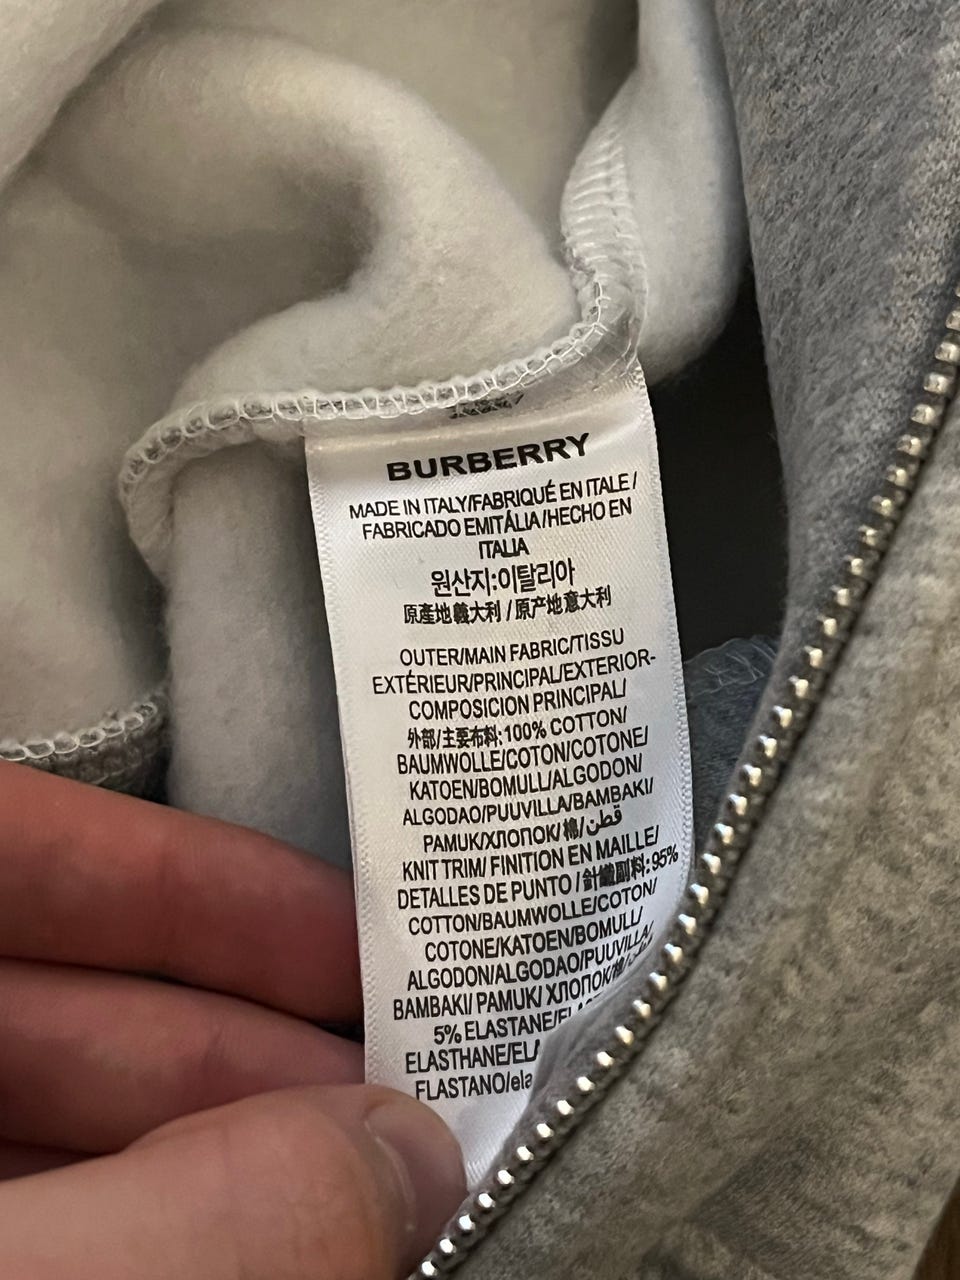 BURBERRY
MADE IN ITALY/FABRIQUÉ EN ITALE/
FABRICADO EMITÁLIA/HECHO EN
ITALIA
원산지:이탈리아
原產地義大利/原产地意大利
OUTER/MAIN FABRIC/TISSU
EXTÉRIEUR/PRINCIPAL/EXTERIOR-
COMPOSICION PRINCIPAL/
外部/主要布料:100% COTTON/
BAUMWOLLE/COTON/COTONE/
KATOEN/BOMULL/ALGODON/
ALGODAO/PUUVILLA/BAMBAKI/
PAMUK/ХЛОПОК/棉/قطن
KNIT TRIM/ FINITION EN MAILLE/
DETALLES DE PUNTO/針織副料:95%
COTTON/BAUMWOLLE/COTON/
COTONE/KATOEN/BOMULL/
ALGODON/ALGODAO/PUUVILLA/
BAMBAKI/ PAMUK/ ХЛОПОК/棉/
5% ELASTANE/
ELASTHANE/
FLASTANO/